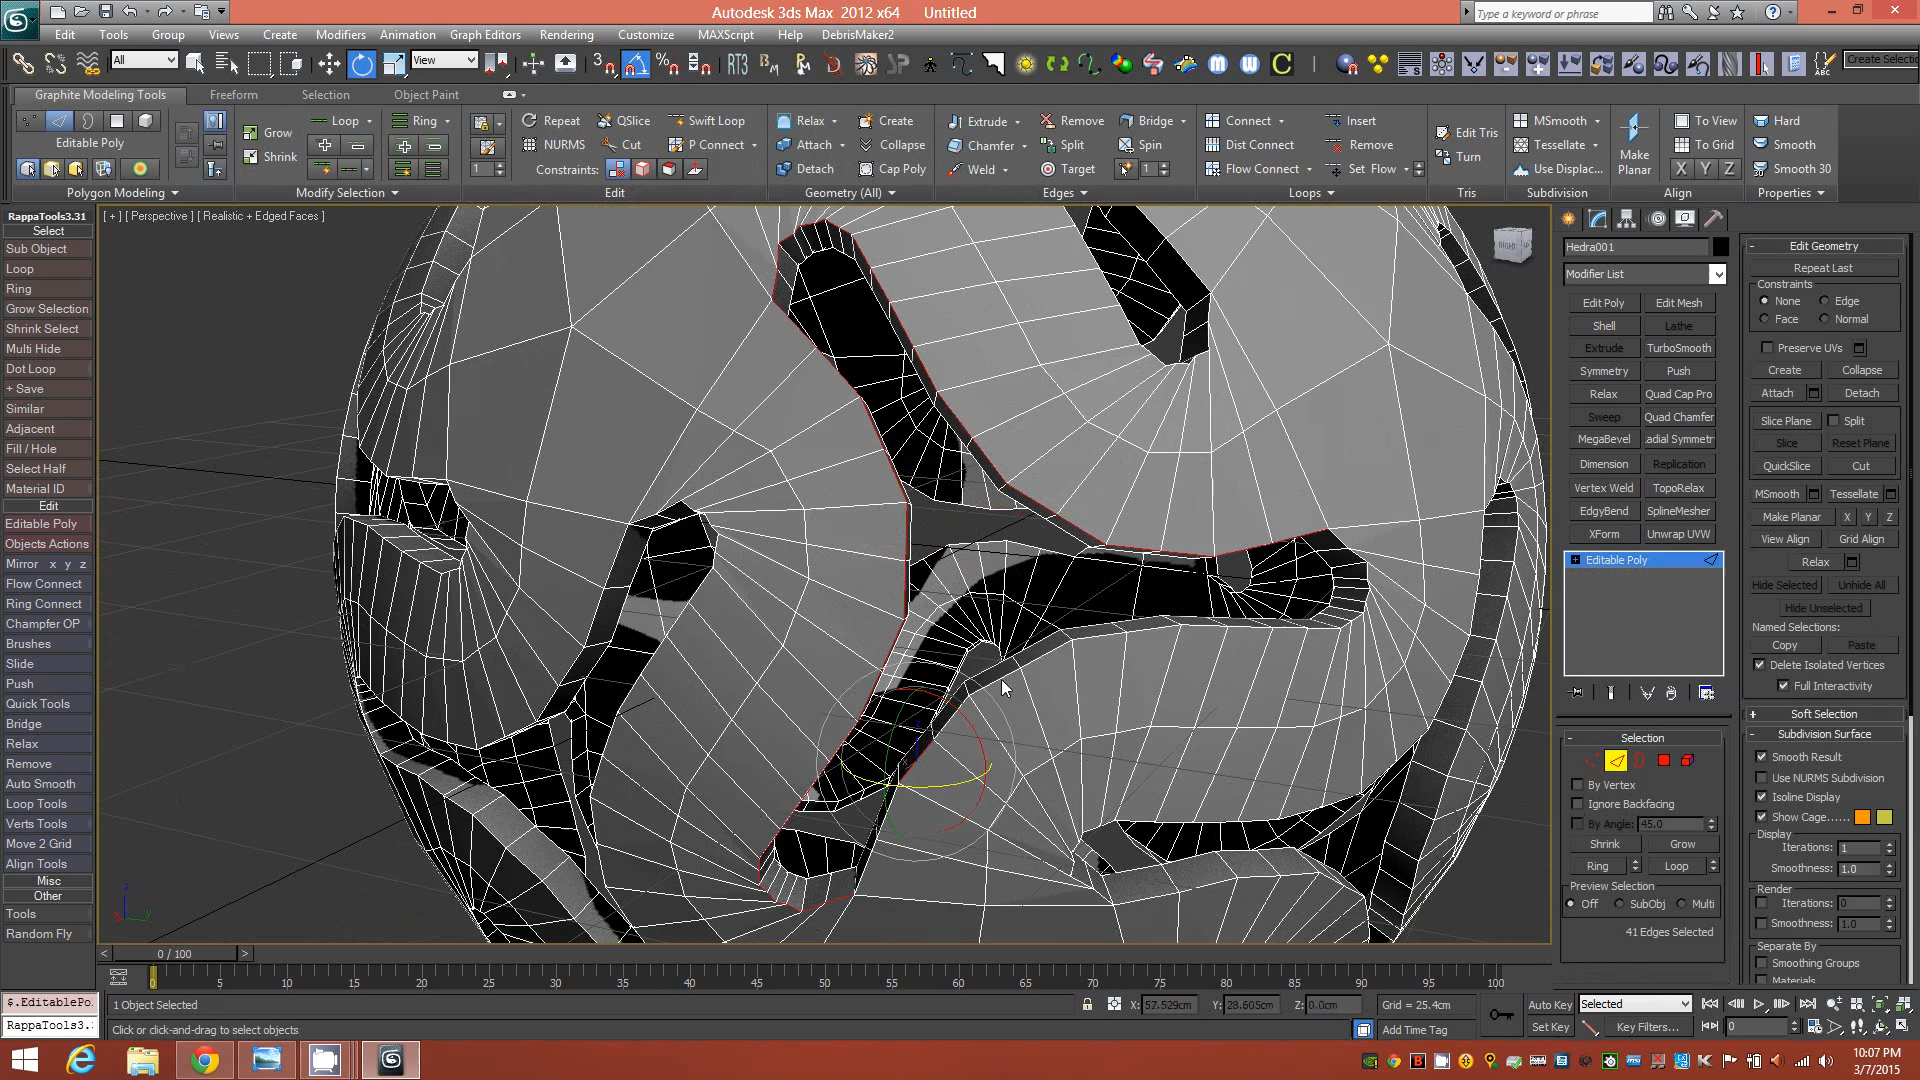 Autodesk 3ds Max 2012 x64 Untitled
Type a keyword or phrase
Edit Tools Group Views Create Modifiers Animation Graph Editors Rendering Customize MAXScript Help DebrisMaker2
All View Create Selectio
Graphite Modeling Tools Freeform Selection Object Paint
Loop Ring Repeat QSlice Swift Loop Relax Create Extrude Remove Bridge Connect Insert MSmooth To View Hard
Grow NURMS Cut P Connect Attach Collapse Chamfer Split Spin Dist Connect Remove Edit Tris Tessellate To Grid Smooth
Editable Poly Shrink Constraints: Detach Cap Poly Weld Target 1 Flow Connect Set Flow Turn Use Displac... Make Planar X Y Z Smooth 30
Polygon Modeling Modify Selection Edit Geometry (All) Edges Loops Tris Subdivision Align Properties
RappaTools3.31
Select
Sub Object
Loop
Ring
Grow Selection
Shrink Select
Multi Hide
Dot Loop
+ Save
Similar
Adjacent
Fill / Hole
Select Half
Material ID
Edit
Editable Poly
Objects Actions
Mirror x y z
Flow Connect
Ring Connect
Champfer OP
Brushes
Slide
Push
Quick Tools
Bridge
Relax
Remove
Auto Smooth
Loop Tools
Verts Tools
Move 2 Grid
Align Tools
Misc
Other
Tools
Random Fly
[ + ] [ Perspective ] [ Realistic + Edged Faces ]
RIGHT
Hedra001
Modifier List
Edit Poly Edit Mesh
Shell Lathe
Extrude TurboSmooth
Symmetry Push
Relax Quad Cap Pro
Sweep Quad Chamfer
MegaBevel adial Symmetr
Dimension Replication
Vertex Weld TopoRelax
EdgyBend SplineMesher
XForm Unwrap UVW
Editable Poly
- Selection
By Vertex
Ignore Backfacing
By Angle: 45.0
Shrink Grow
Ring Loop
Preview Selection
Off SubObj Multi
41 Edges Selected
- Edit Geometry
Repeat Last
Constraints
None Edge
Face Normal
Preserve UVs
Create Collapse
Attach Detach
Slice Plane Split
Slice Reset Plane
QuickSlice Cut
MSmooth Tessellate
Make Planar X Y Z
View Align Grid Align
Relax
Hide Selected Unhide All
Hide Unselected
Named Selections:
Copy Paste
Delete Isolated Vertices
Full Interactivity
+ Soft Selection
- Subdivision Surface
Smooth Result
Use NURMS Subdivision
Isoline Display
Show Cage......
Display
Iterations: 1
Smoothness: 1.0
Render
Iterations: 0
Smoothness: 1.0
Separate By
Smoothing Groups
Materials
< 0 / 100 >
0 5 10 15 20 25 30 35 40 45 50 55 60 65 70 75 80 85 90 95 100
$.EditablePo
RappaTools3.
1 Object Selected X: 57.529cm Y: 28.605cm Z: 0.0cm Grid = 25.4cm Auto Key Selected
Click or click-and-drag to select objects Add Time Tag Set Key Key Filters... 0
10:07 PM
3/7/2015